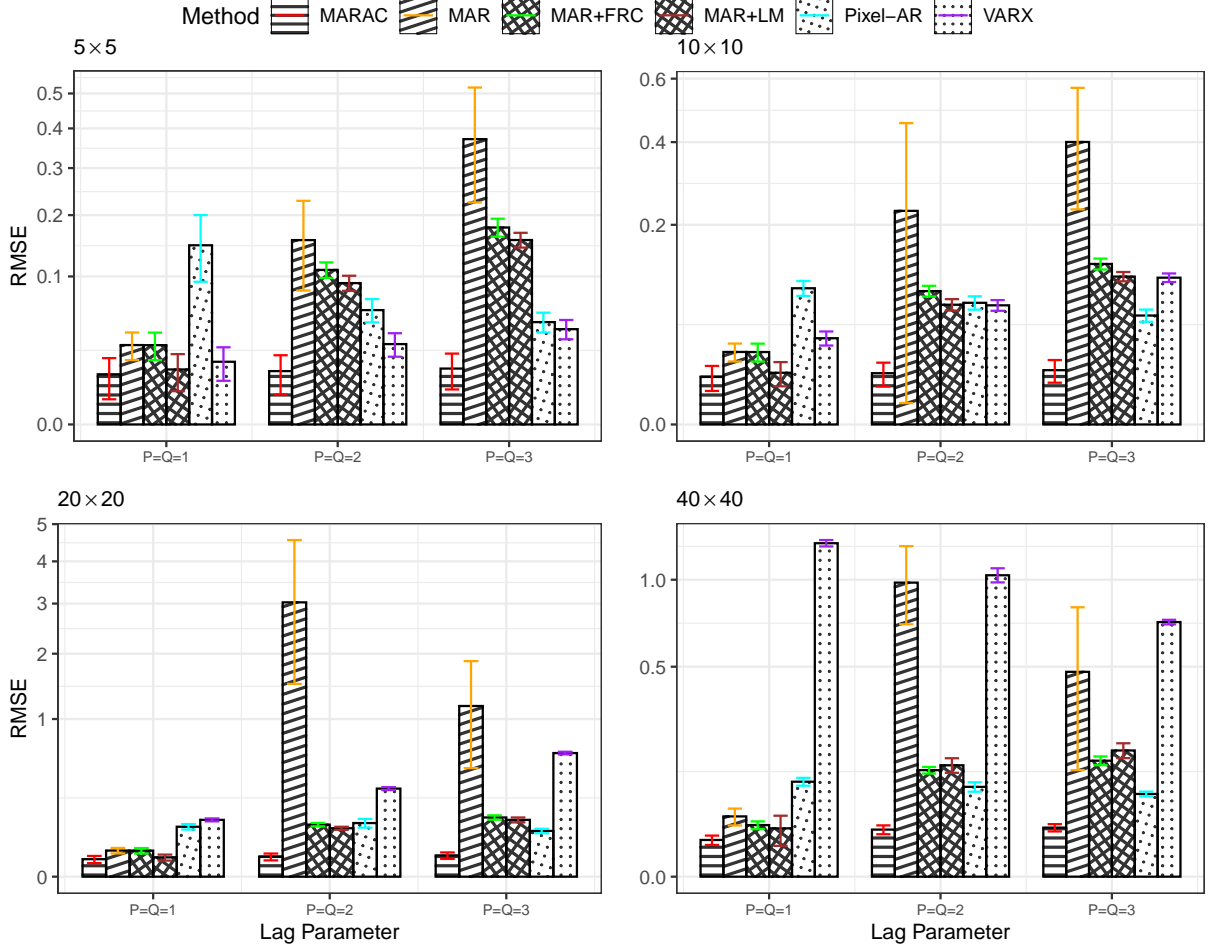 Method MARAC MAR MAR+FRC MAR+LM Pixel−AR VARX
5×5
RMSE
0.5
0.4
0.3
0.2
0.1
0.0
P=Q=1 P=Q=2 P=Q=3
10×10
0.6
0.4
0.2
0.0
P=Q=1 P=Q=2 P=Q=3
20×20
RMSE
5
4
3
2
1
0
P=Q=1 P=Q=2 P=Q=3
Lag Parameter
40×40
1.0
0.5
0.0
P=Q=1 P=Q=2 P=Q=3
Lag Parameter